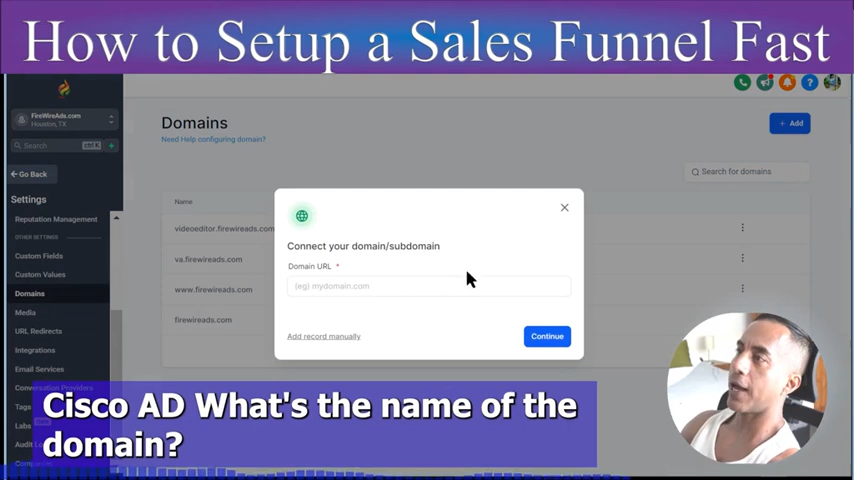 How to Setup a Sales Funnel Fast
FireWireAds.com
Houston, TX
Search ctrl K +
Go Back
Settings
Reputation Management
OTHER SETTINGS
Custom Fields
Custom Values
Domains
Media
URL Redirects
Integrations
Email Services
Conversation Providers
Tags
Labs
Domains
Need Help configuring domain?
+ Add
Search for domains
Name
videoeditor.firewireads.com
va.firewireads.com
www.firewireads.com
firewireads.com
Connect your domain/subdomain
Domain URL *
(eg) mydomain.com
Add record manually
Continue
Cisco AD What's the name of the
domain?